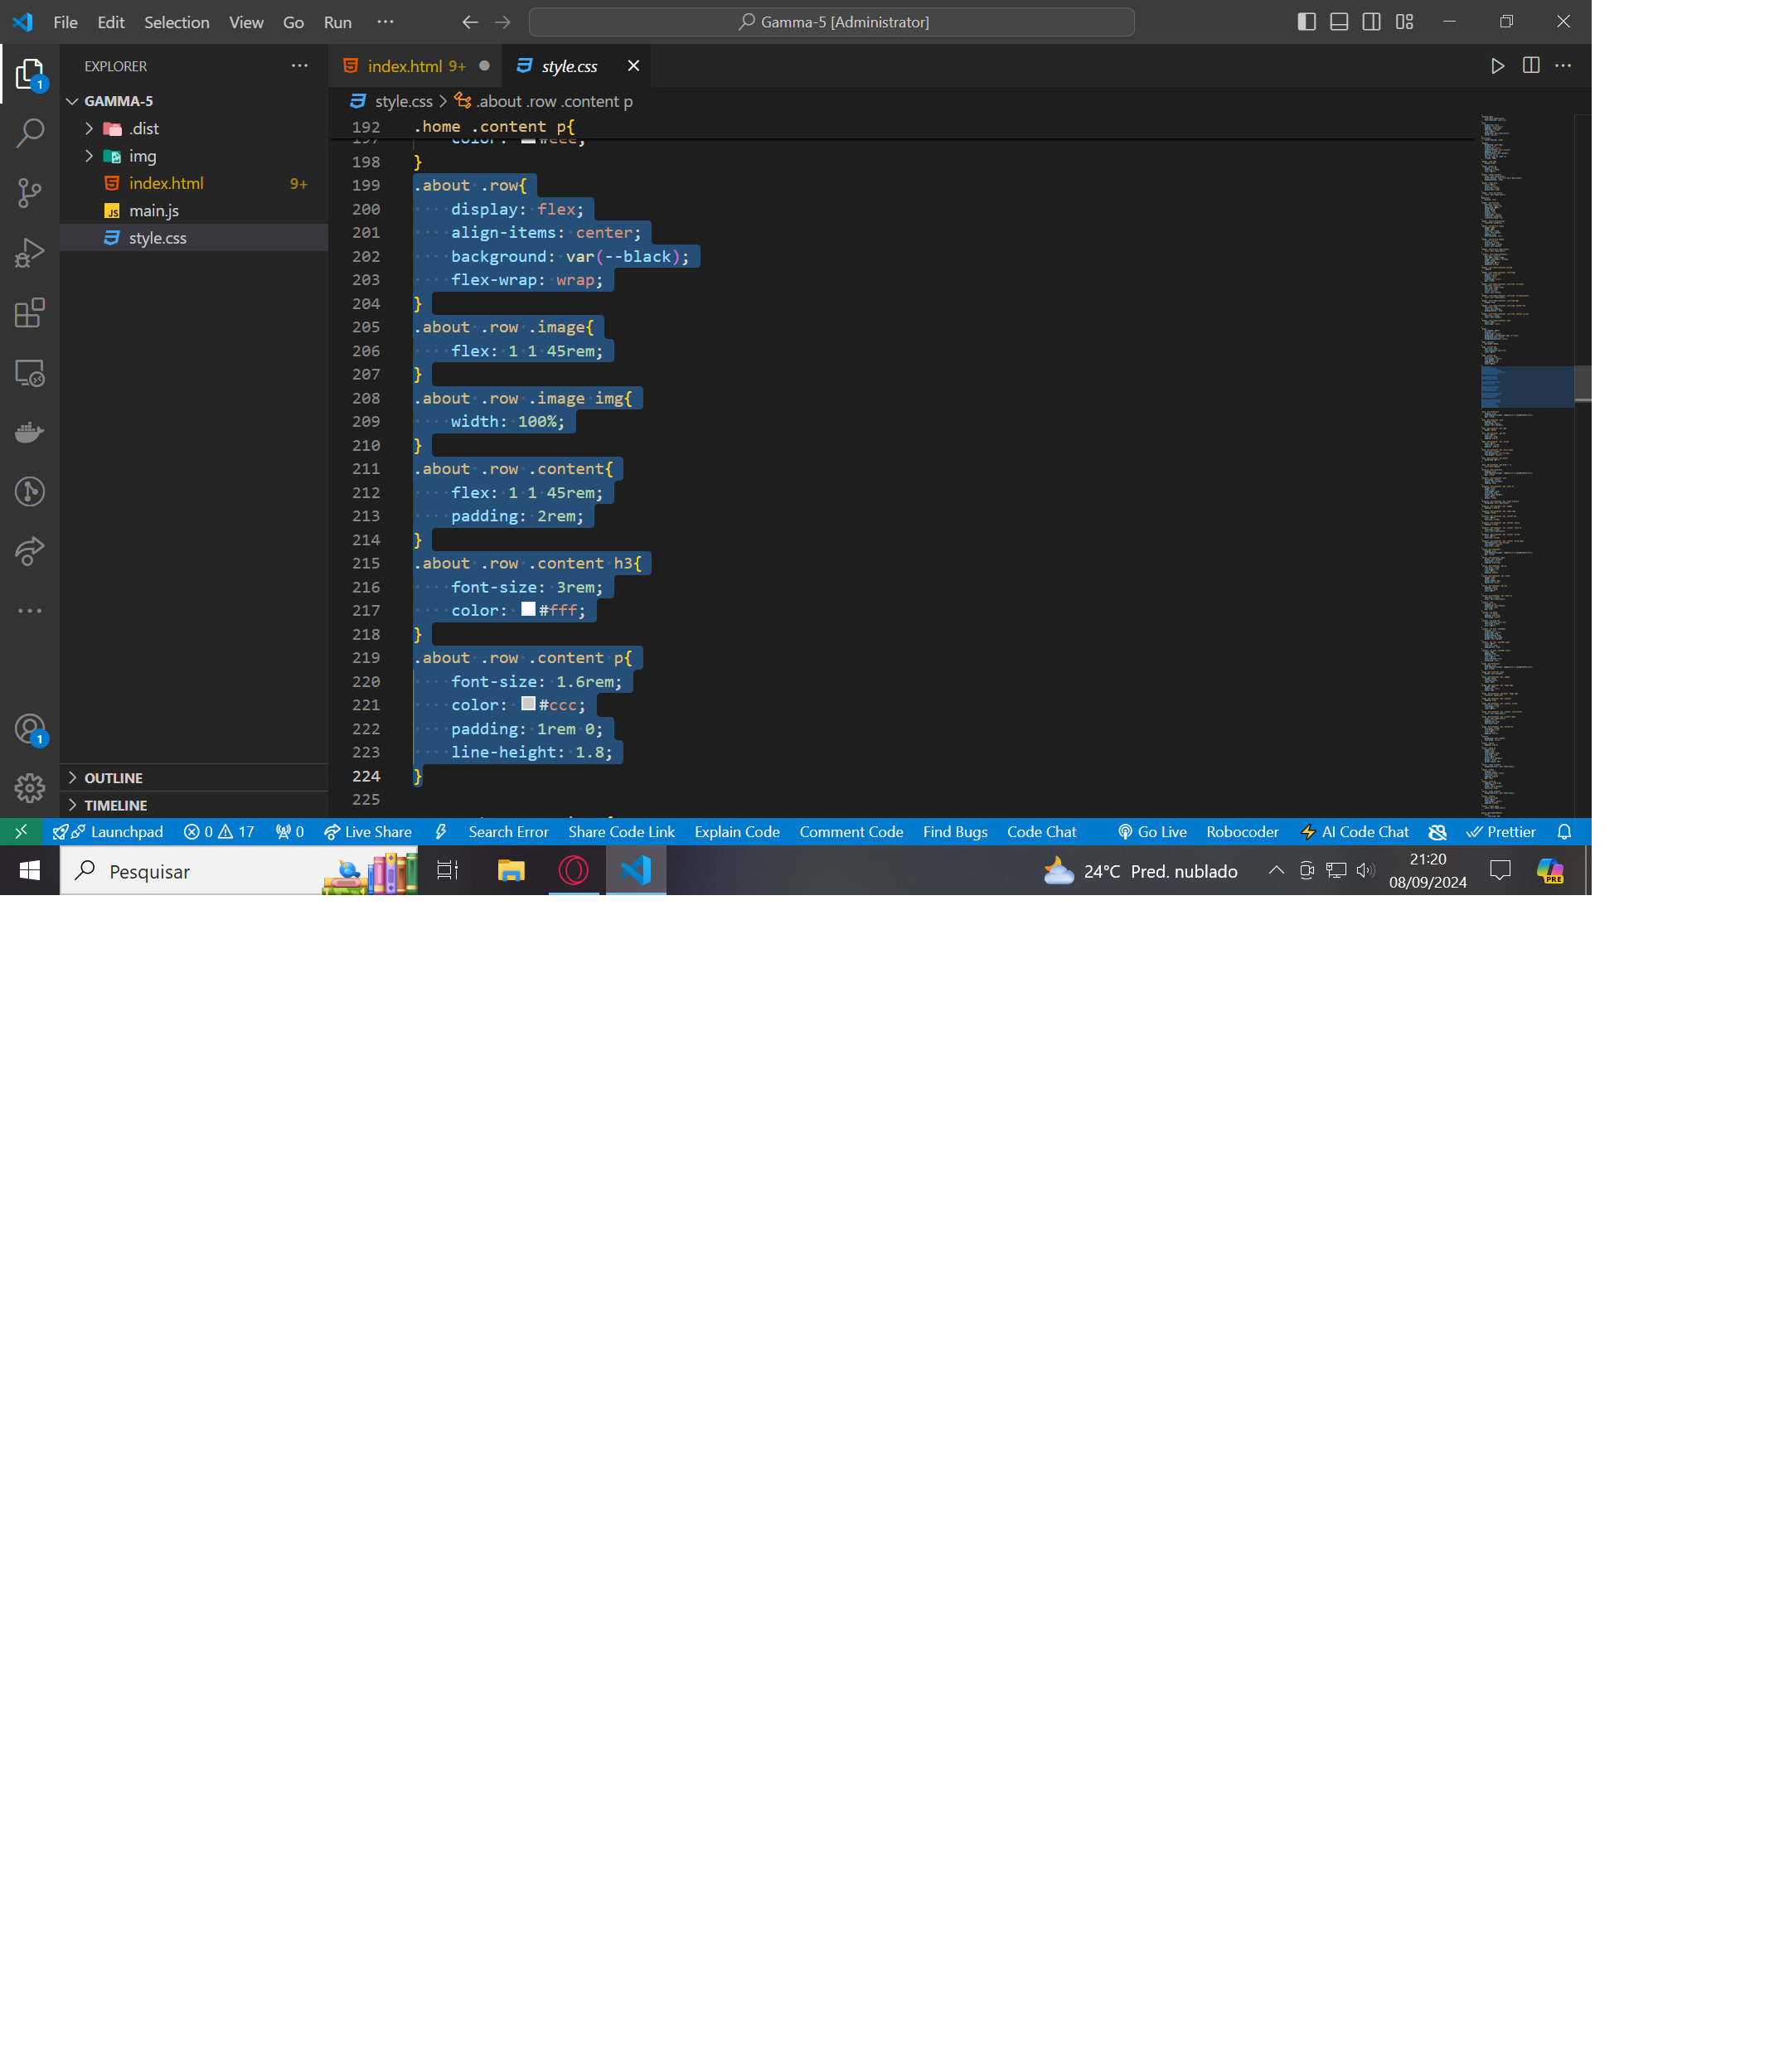 File Edit Selection View Go Run ··· Gamma-5 [Administrator]
EXPLORER ···
index.html 9+
style.css
GAMMA-5
.dist
img
index.html 9+
main.js
style.css
OUTLINE
TIMELINE
1
1
style.css > .about .row .content p
192 .home .content p{
198 }
199 .about .row{
200 display: flex;
201 align-items: center;
202 background: var(--black);
203 flex-wrap: wrap;
204 }
205 .about .row .image{
206 flex: 1 1 45rem;
207 }
208 .about .row .image img{
209 width: 100%;
210 }
211 .about .row .content{
212 flex: 1 1 45rem;
213 padding: 2rem;
214 }
215 .about .row .content h3{
216 font-size: 3rem;
217 color: #fff;
218 }
219 .about .row .content p{
220 font-size: 1.6rem;
221 color: #ccc;
222 padding: 1rem 0;
223 line-height: 1.8;
224 }
225
Launchpad 0 17 0 Live Share Search Error Share Code Link Explain Code Comment Code Find Bugs Code Chat Go Live Robocoder AI Code Chat Prettier
Pesquisar 24°C Pred. nublado 21:20
08/09/2024
PRE